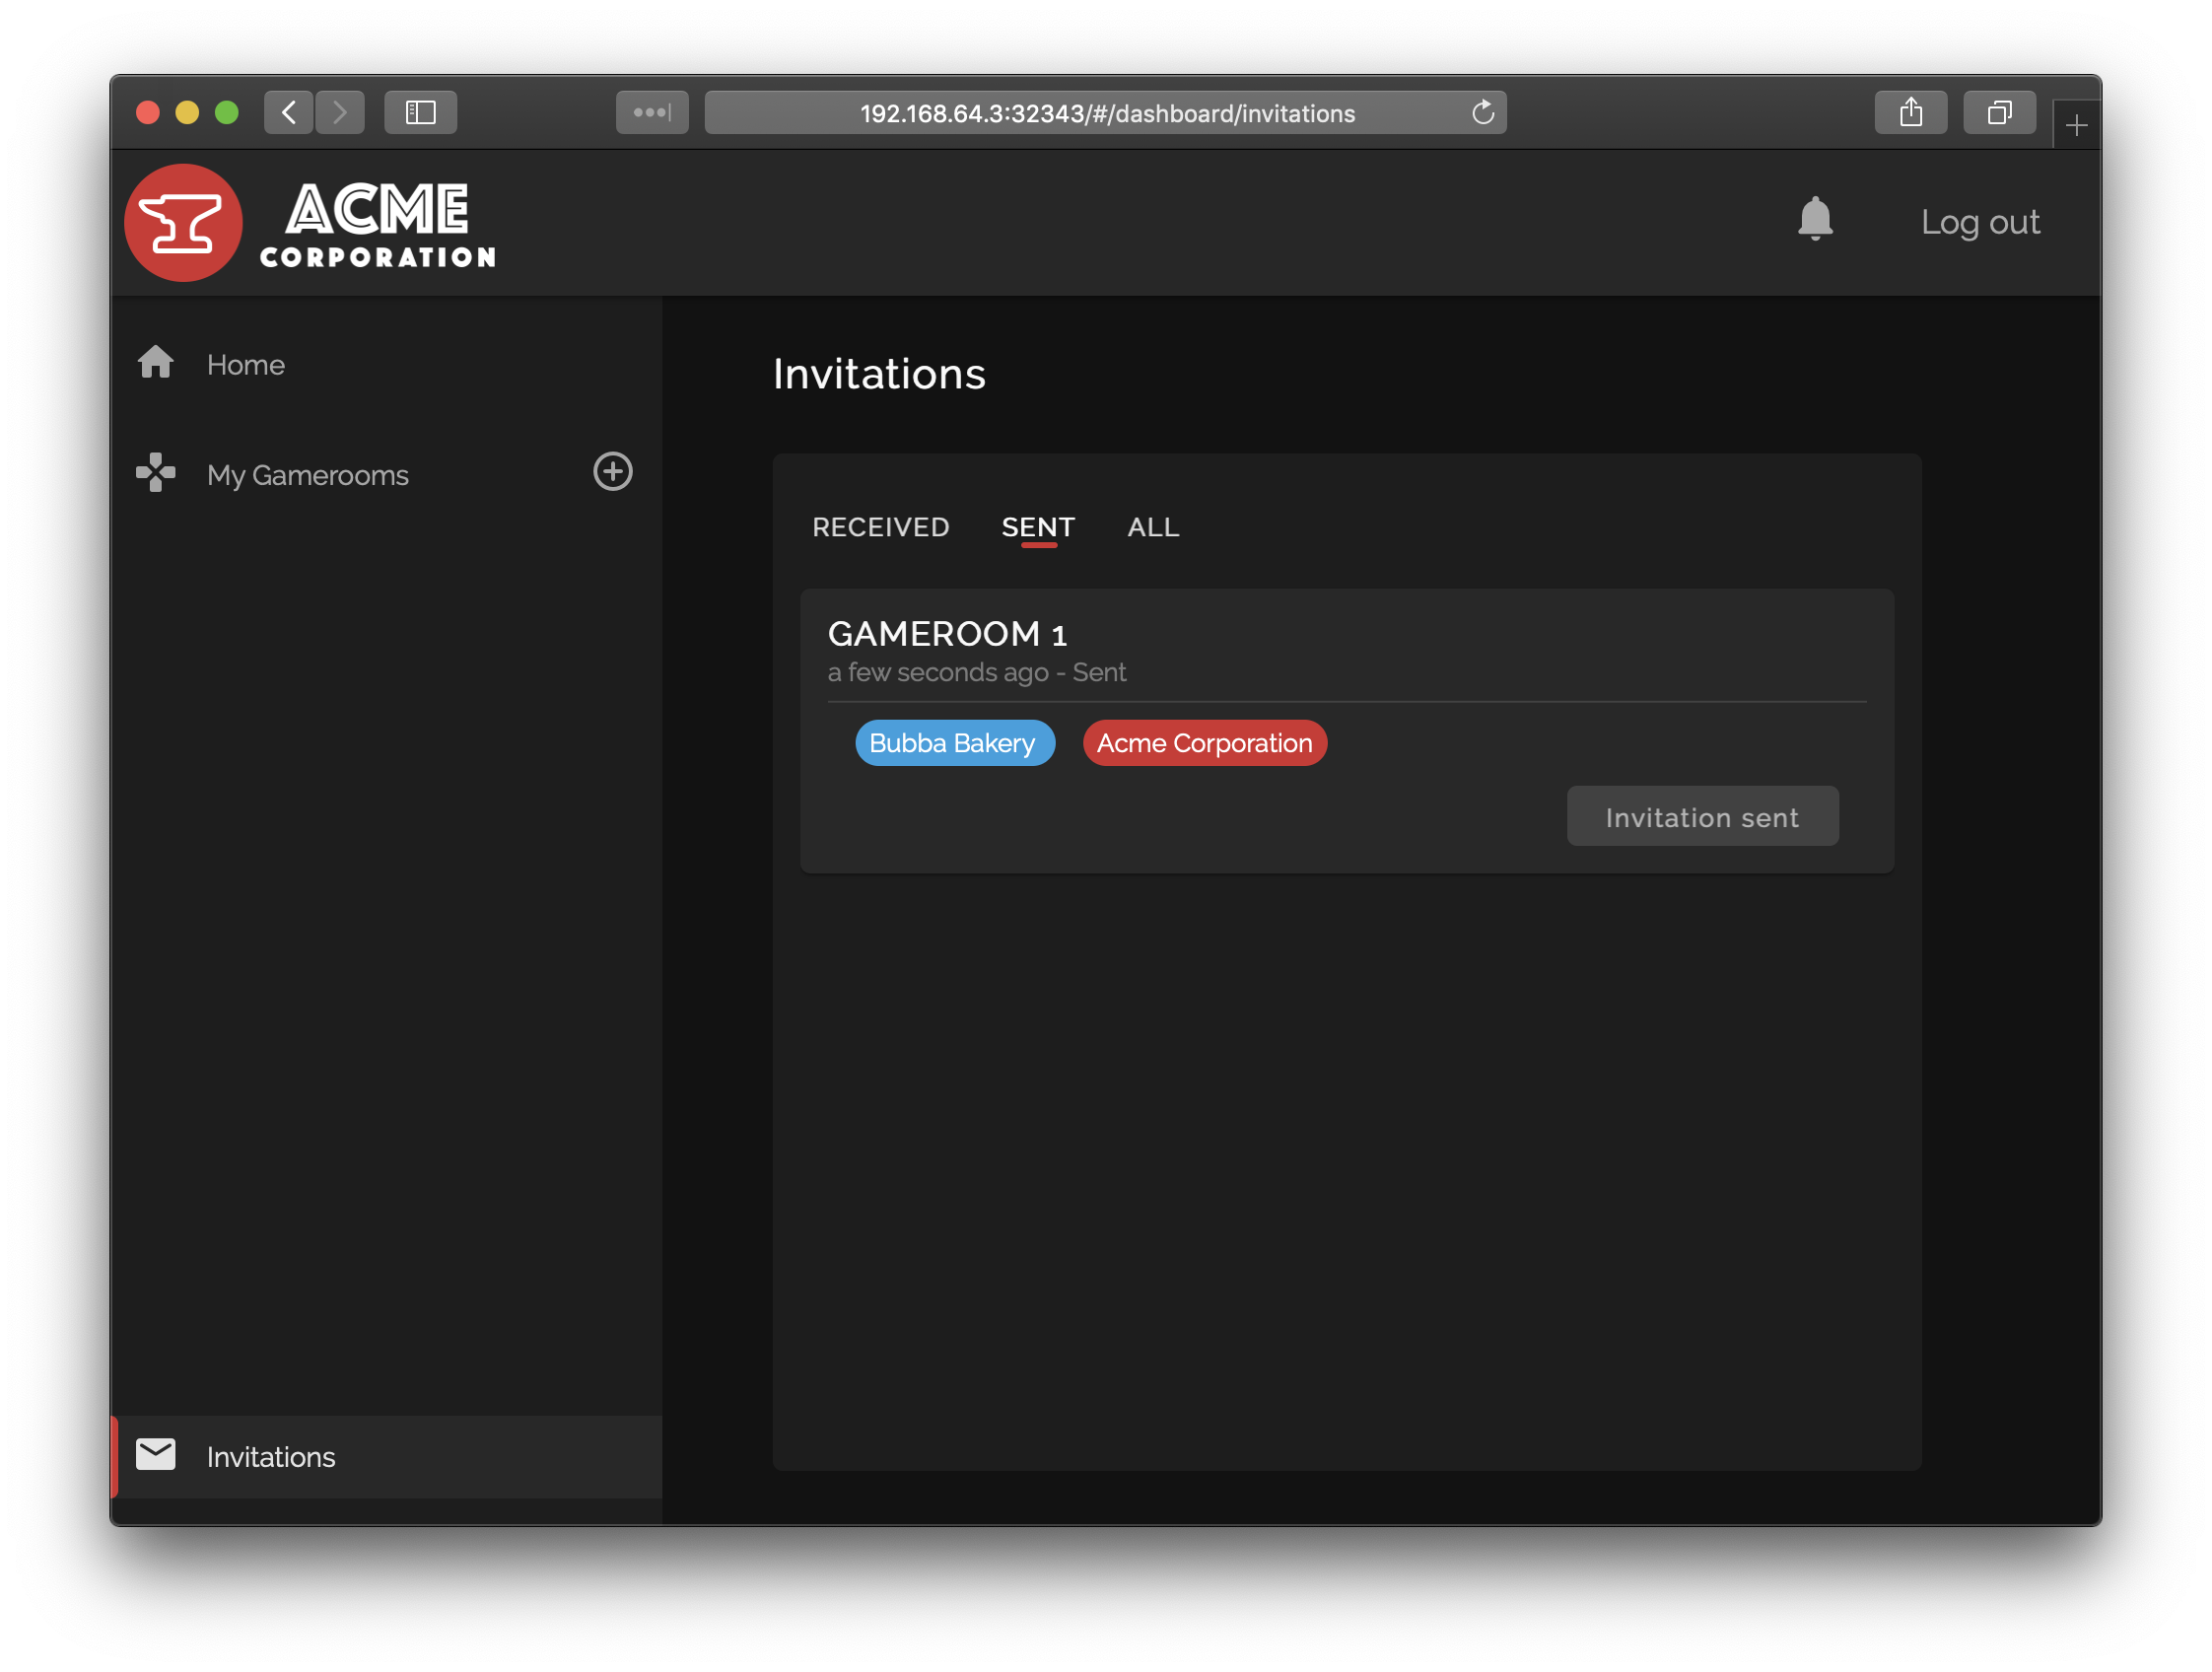 192.168.64.3:32343/#/dashboard/invitations
ACME
CORPORATION
Log out
Home
My Gamerooms
Invitations
Invitations
RECEIVED SENT ALL
GAMEROOM 1
a few seconds ago - Sent
Bubba Bakery Acme Corporation
Invitation sent